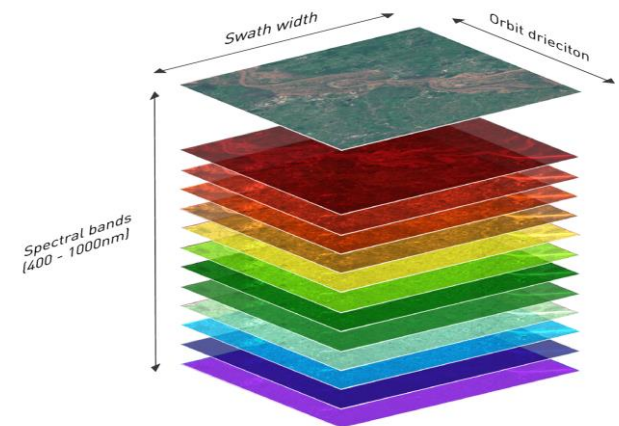 Swath width
Orbit drieciton
Spectral bands
(400 - 1000nm)